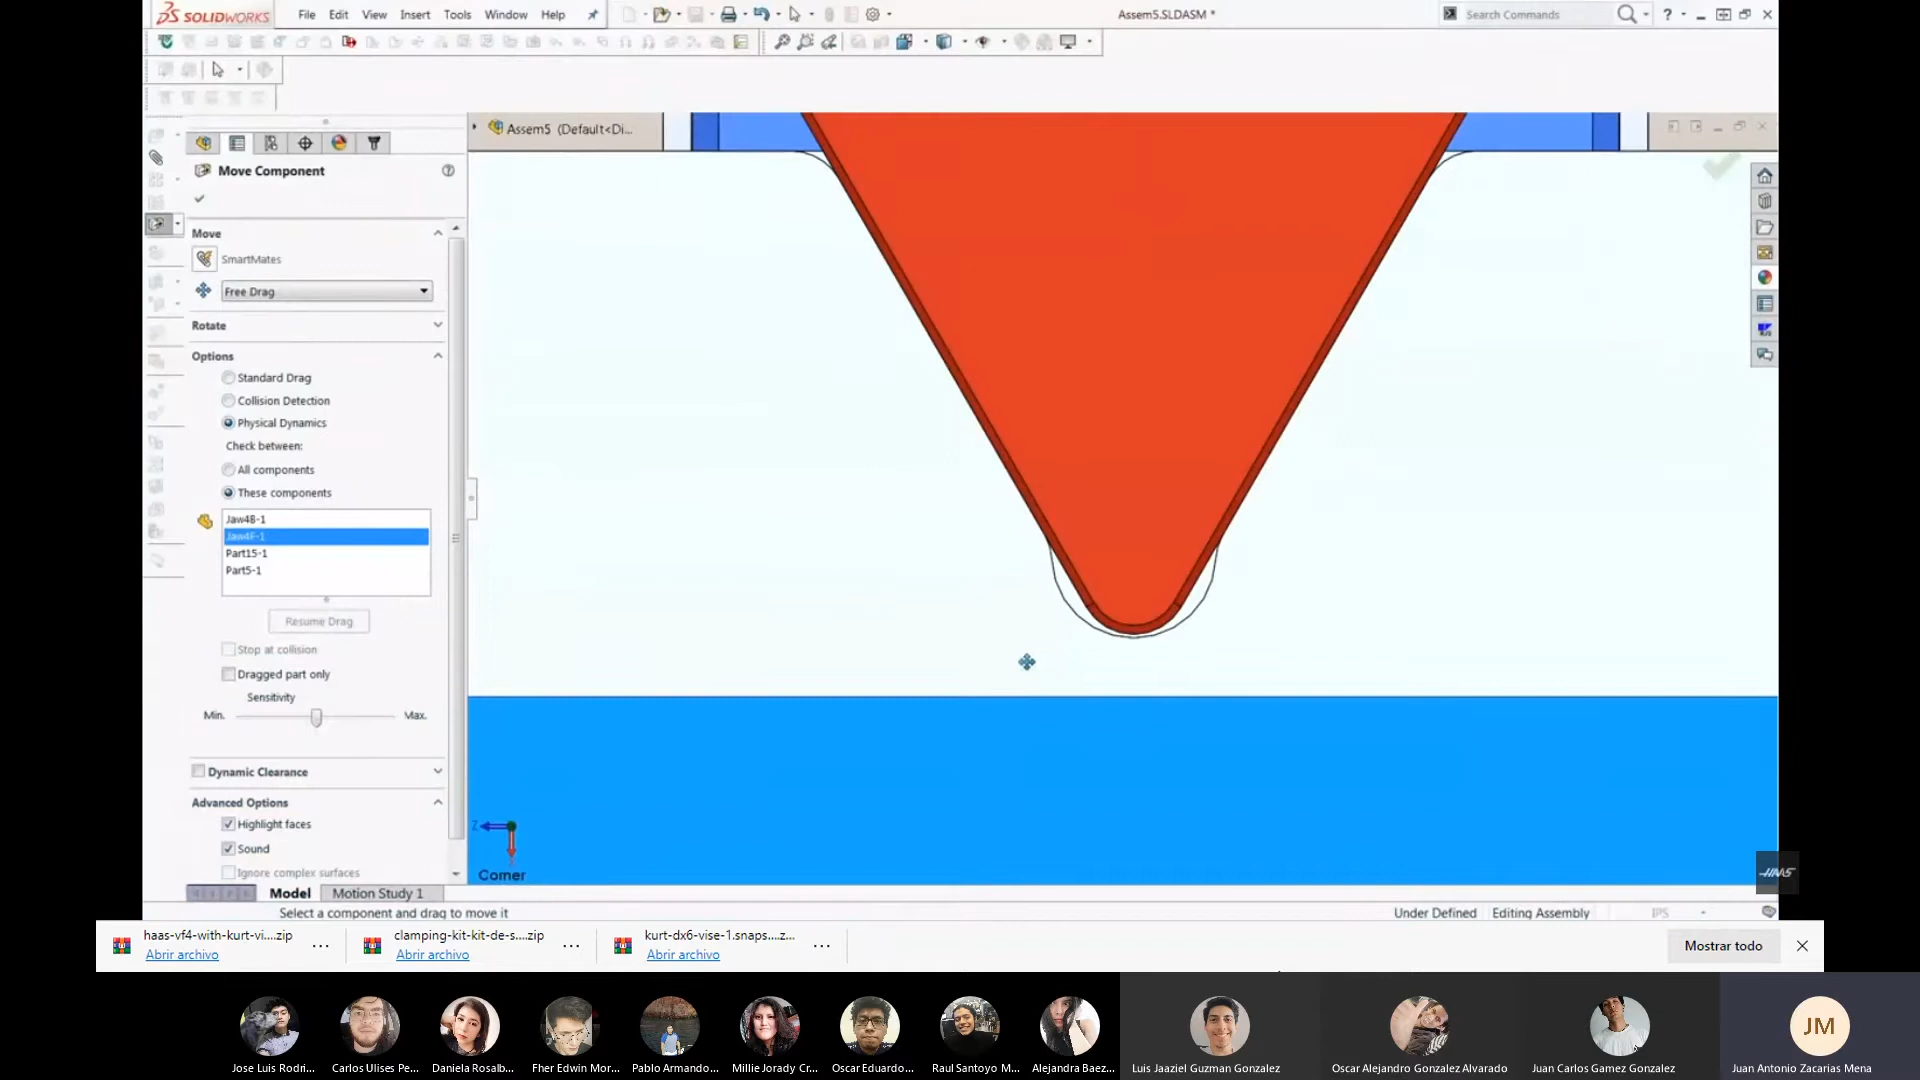 SOLIDWORKS
File Edit View Insert Tools Window Help
Assem5.SLDASM *
Search Commands
?
Assem5 (Default<Di...
Move Component
Move
SmartMates
Free Drag
Rotate
Options
Standard Drag
Collision Detection
Physical Dynamics
Check between:
All components
These components
Jaw4B-1
Jaw4F-1
Part15-1
Part5-1
Resume Drag
Stop at collision
Dragged part only
Sensitivity
Min. Max.
Dynamic Clearance
Advanced Options
Highlight faces
Sound
Ignore complex surfaces
Z
Corner
HAAS
Model Motion Study 1
Select a component and drag to move it
Under Defined Editing Assembly IPS
haas-vf4-with-kurt-vi....zip
Abrir archivo
clamping-kit-kit-de-s....zip
Abrir archivo
kurt-dx6-vise-1.snaps....z...
Abrir archivo
Mostrar todo
JM
Jose Luis Rodri...
Carlos Ulises Pe...
Daniela Rosalb...
Fher Edwin Mor...
Pablo Armando...
Millie Jorady Cr...
Oscar Eduardo...
Raul Santoyo M...
Alejandra Baez...
Luis Jaaziel Guzman Gonzalez
Oscar Alejandro Gonzalez Alvarado
Juan Carlos Gamez Gonzalez
Juan Antonio Zacarias Mena